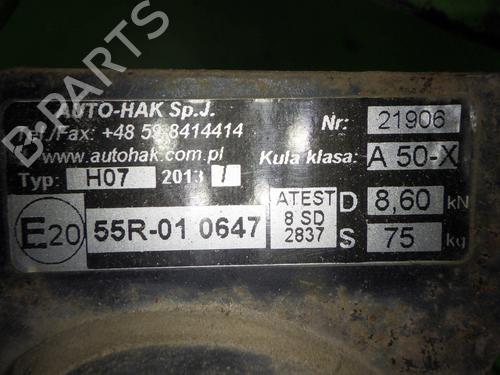 B-PARTS
AUTO-HAK Sp.J.
Tel./Fax: +48 59 8414414
www.autohak.com.pl
Typ: H07 2013
E20 55R-01 0647
ATEST
8 SD
2837
Nr: 21906
Kula klasa: A 50-X
D 8,60 kN
S 75 kg